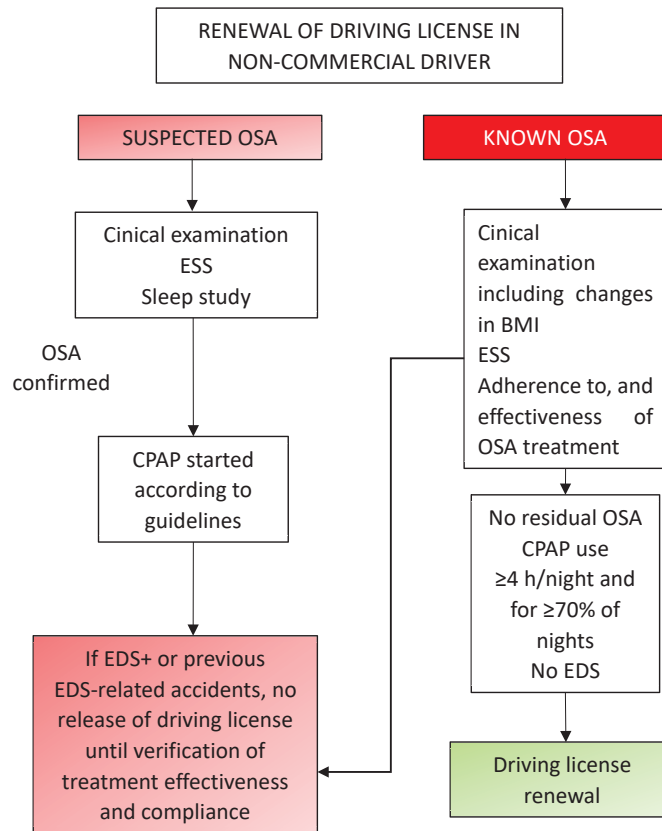 RENEWAL OF DRIVING LICENSE IN
NON-COMMERCIAL DRIVER
SUSPECTED OSA
Cinical examination
ESS
Sleep study
OSA
confirmed
CPAP started
according to
guidelines
If EDS+ or previous
EDS-related accidents, no
release of driving license
until verification of
treatment effectiveness
and compliance
KNOWN OSA
Cinical
examination
including changes
in BMI
ESS
Adherence to, and
effectiveness of
OSA treatment
No residual OSA
CPAP use
≥4 h/night and
for ≥70% of
nights
No EDS
Driving license
renewal